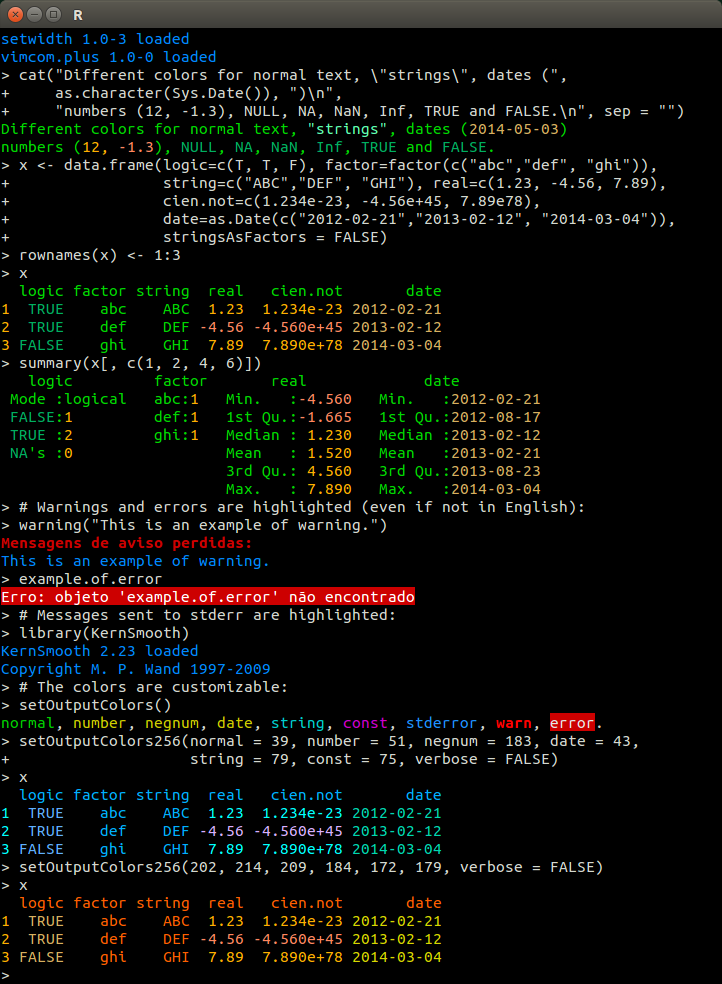 R
setwidth 1.0-3 loaded
vimcom.plus 1.0-0 loaded
> cat("Different colors for normal text, \"strings\", dates (",
+     as.character(Sys.Date()), ")\n",
+     "numbers (12, -1.3), NULL, NA, NaN, Inf, TRUE and FALSE.\n", sep = "")
Different colors for normal text, "strings", dates (2014-05-03)
numbers (12, -1.3), NULL, NA, NaN, Inf, TRUE and FALSE.
> x <- data.frame(logic=c(T, T, F), factor=factor(c("abc","def", "ghi")),
+                 string=c("ABC","DEF", "GHI"), real=c(1.23, -4.56, 7.89),
+                 cien.not=c(1.234e-23, -4.56e+45, 7.89e78),
+                 date=as.Date(c("2012-02-21","2013-02-12", "2014-03-04")),
+                 stringsAsFactors = FALSE)
> rownames(x) <- 1:3
> x
  logic factor string  real   cien.not       date
1  TRUE    abc    ABC  1.23  1.234e-23 2012-02-21
2  TRUE    def    DEF -4.56 -4.560e+45 2013-02-12
3 FALSE    ghi    GHI  7.89  7.890e+78 2014-03-04
> summary(x[, c(1, 2, 4, 6)])
   logic         factor       real             date
 Mode :logical   abc:1   Min.   :-4.560   Min.   :2012-02-21
 FALSE:1         def:1   1st Qu.:-1.665   1st Qu.:2012-08-17
 TRUE :2         ghi:1   Median : 1.230   Median :2013-02-12
 NA's :0                 Mean   : 1.520   Mean   :2013-02-21
                         3rd Qu.: 4.560   3rd Qu.:2013-08-23
                         Max.   : 7.890   Max.   :2014-03-04
> # Warnings and errors are highlighted (even if not in English):
> warning("This is an example of warning.")
Mensagens de aviso perdidas:
This is an example of warning.
> example.of.error
Erro: objeto 'example.of.error' não encontrado
> # Messages sent to stderr are highlighted:
> library(KernSmooth)
KernSmooth 2.23 loaded
Copyright M. P. Wand 1997-2009
> # The colors are customizable:
> setOutputColors()
normal, number, negnum, date, string, const, stderror, warn, error.
> setOutputColors256(normal = 39, number = 51, negnum = 183, date = 43,
+                    string = 79, const = 75, verbose = FALSE)
> x
  logic factor string  real   cien.not       date
1  TRUE    abc    ABC  1.23  1.234e-23 2012-02-21
2  TRUE    def    DEF -4.56 -4.560e+45 2013-02-12
3 FALSE    ghi    GHI  7.89  7.890e+78 2014-03-04
> setOutputColors256(202, 214, 209, 184, 172, 179, verbose = FALSE)
> x
  logic factor string  real   cien.not       date
1  TRUE    abc    ABC  1.23  1.234e-23 2012-02-21
2  TRUE    def    DEF -4.56 -4.560e+45 2013-02-12
3 FALSE    ghi    GHI  7.89  7.890e+78 2014-03-04
>